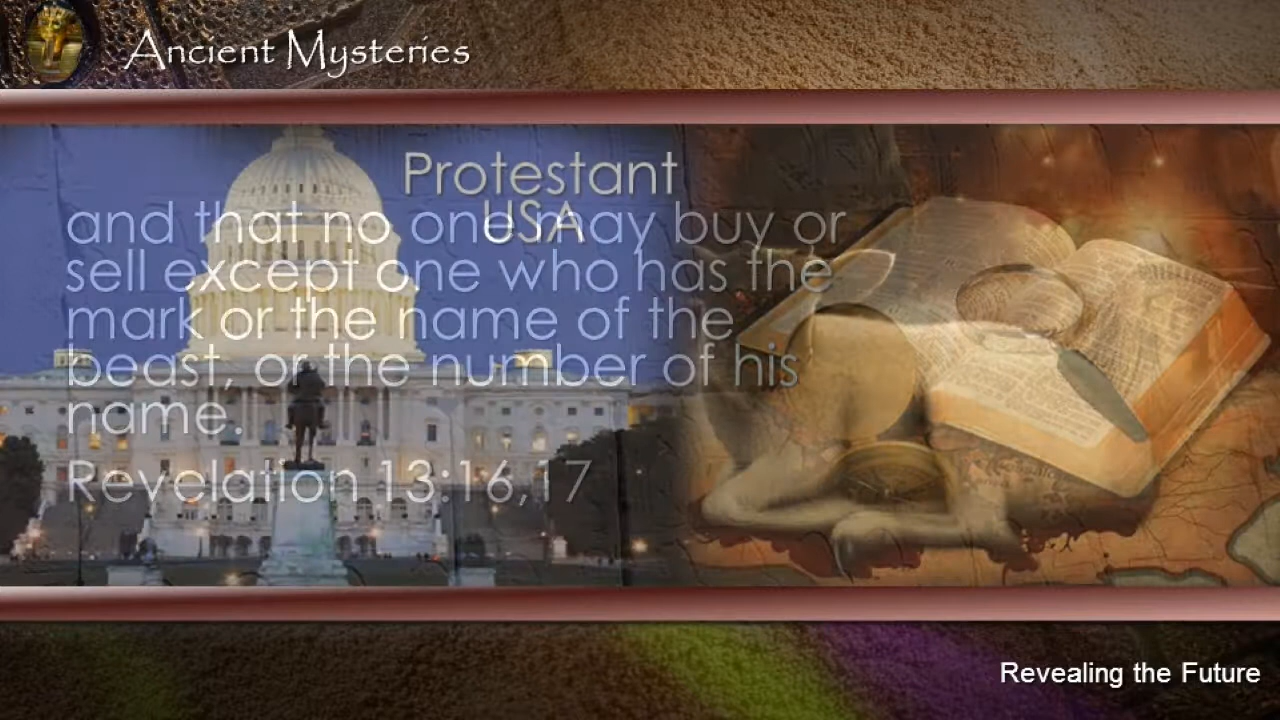 Ancient Mysteries
Protestant
USA
and that no one may buy or
sell except one who has the
mark or the name of the
beast, or the number of his
name.
Revelation 13:16,17
Revealing the Future